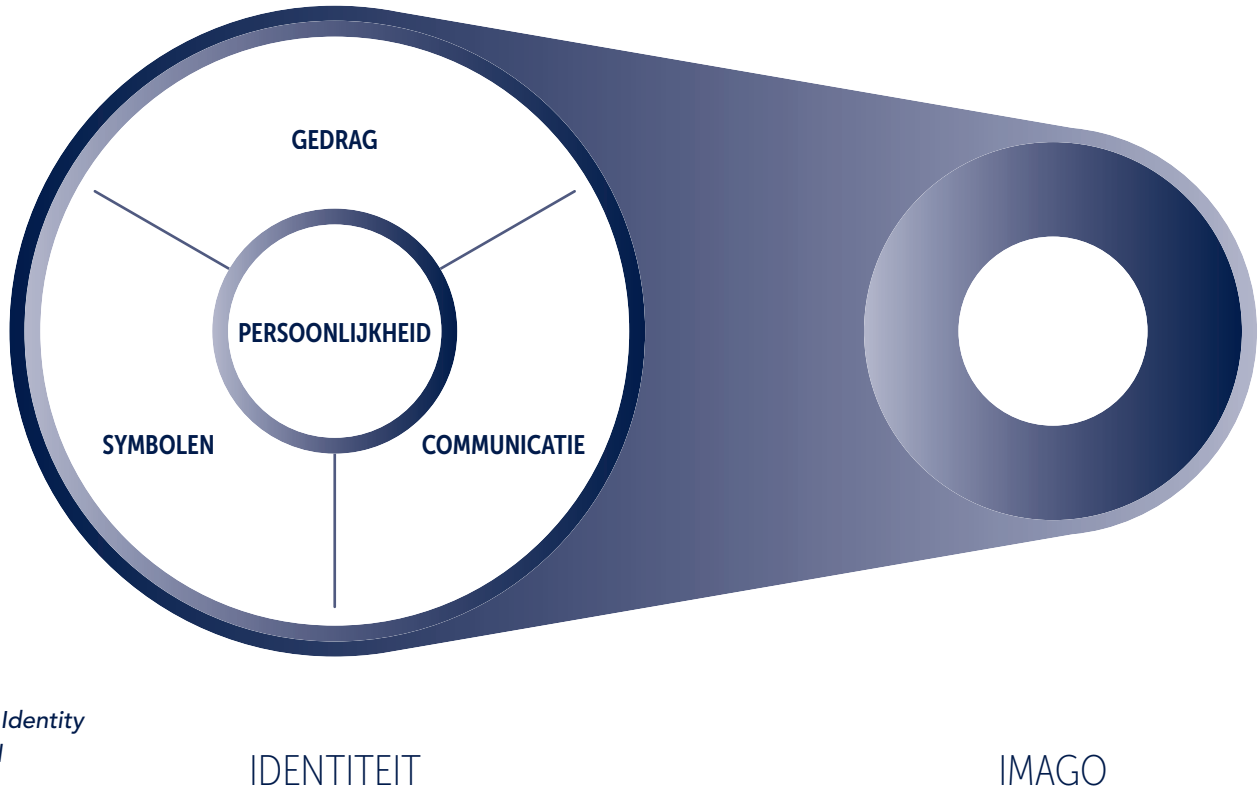 GEDRAG
PERSOONLIJKHEID
SYMBOLEN
COMMUNICATIE
Identity
IDENTITEIT
IMAGO